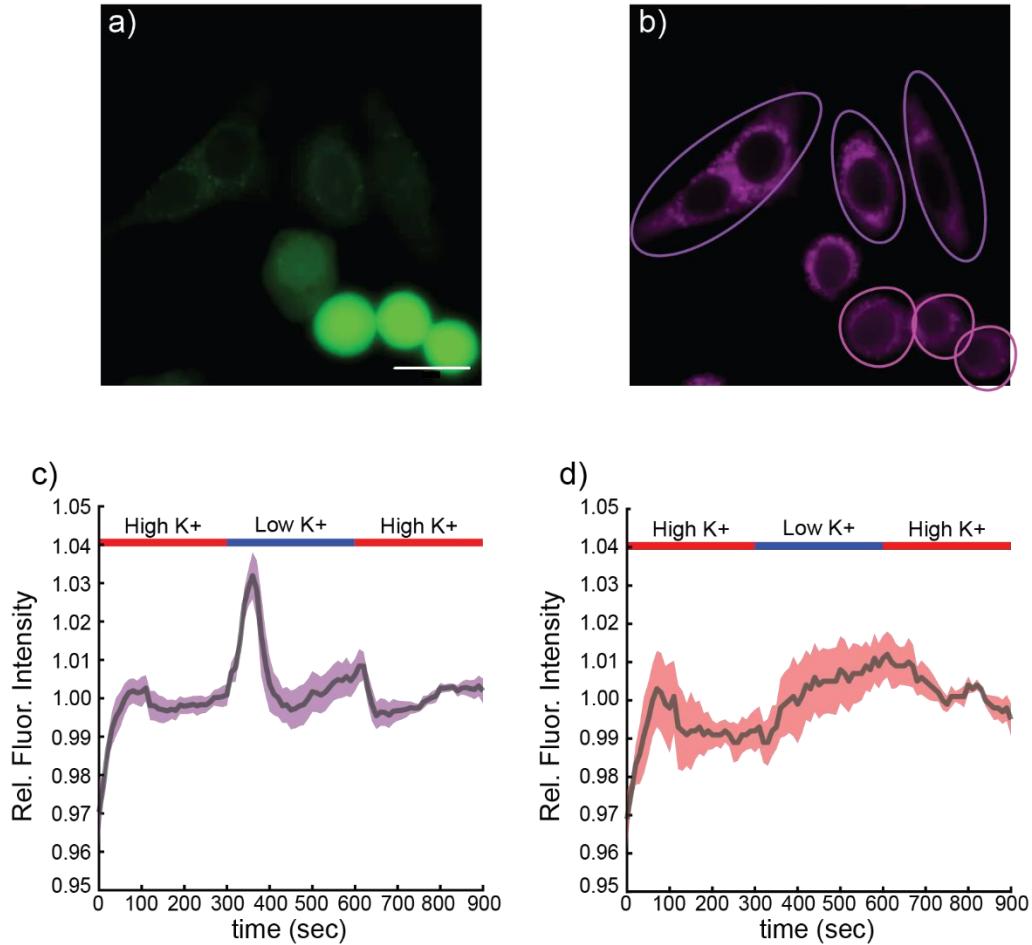 a)
b)
c)
High K+ Low K+ High K+
1.05
1.04
1.03
1.02
1.01
1.00
0.99
0.98
0.97
0.96
0.95
Rel. Fluor. Intensity
0 100 200 300 400 500 600 700 800 900
time (sec)
d)
High K+ Low K+ High K+
1.05
1.04
1.03
1.02
1.01
1.00
0.99
0.98
0.97
0.96
0.95
Rel. Fluor. Intensity
0 100 200 300 400 500 600 700 800 900
time (sec)